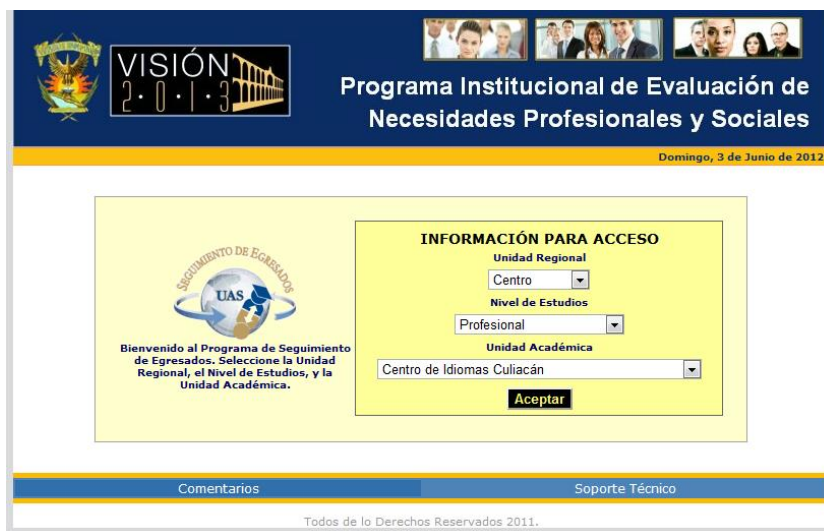 VISIÓN
2·0·1·3
Programa Institucional de Evaluación de
Necesidades Profesionales y Sociales
Domingo, 3 de Junio de 2012
SEGUIMIENTO DE EGRESADOS
UAS
Bienvenido al Programa de Seguimiento
de Egresados. Seleccione la Unidad
Regional, el Nivel de Estudios, y la
Unidad Académica.
INFORMACIÓN PARA ACCESO
Unidad Regional
Centro
Nivel de Estudios
Profesional
Unidad Académica
Centro de Idiomas Culiacán
Aceptar
Comentarios
Soporte Técnico
Todos de lo Derechos Reservados 2011.